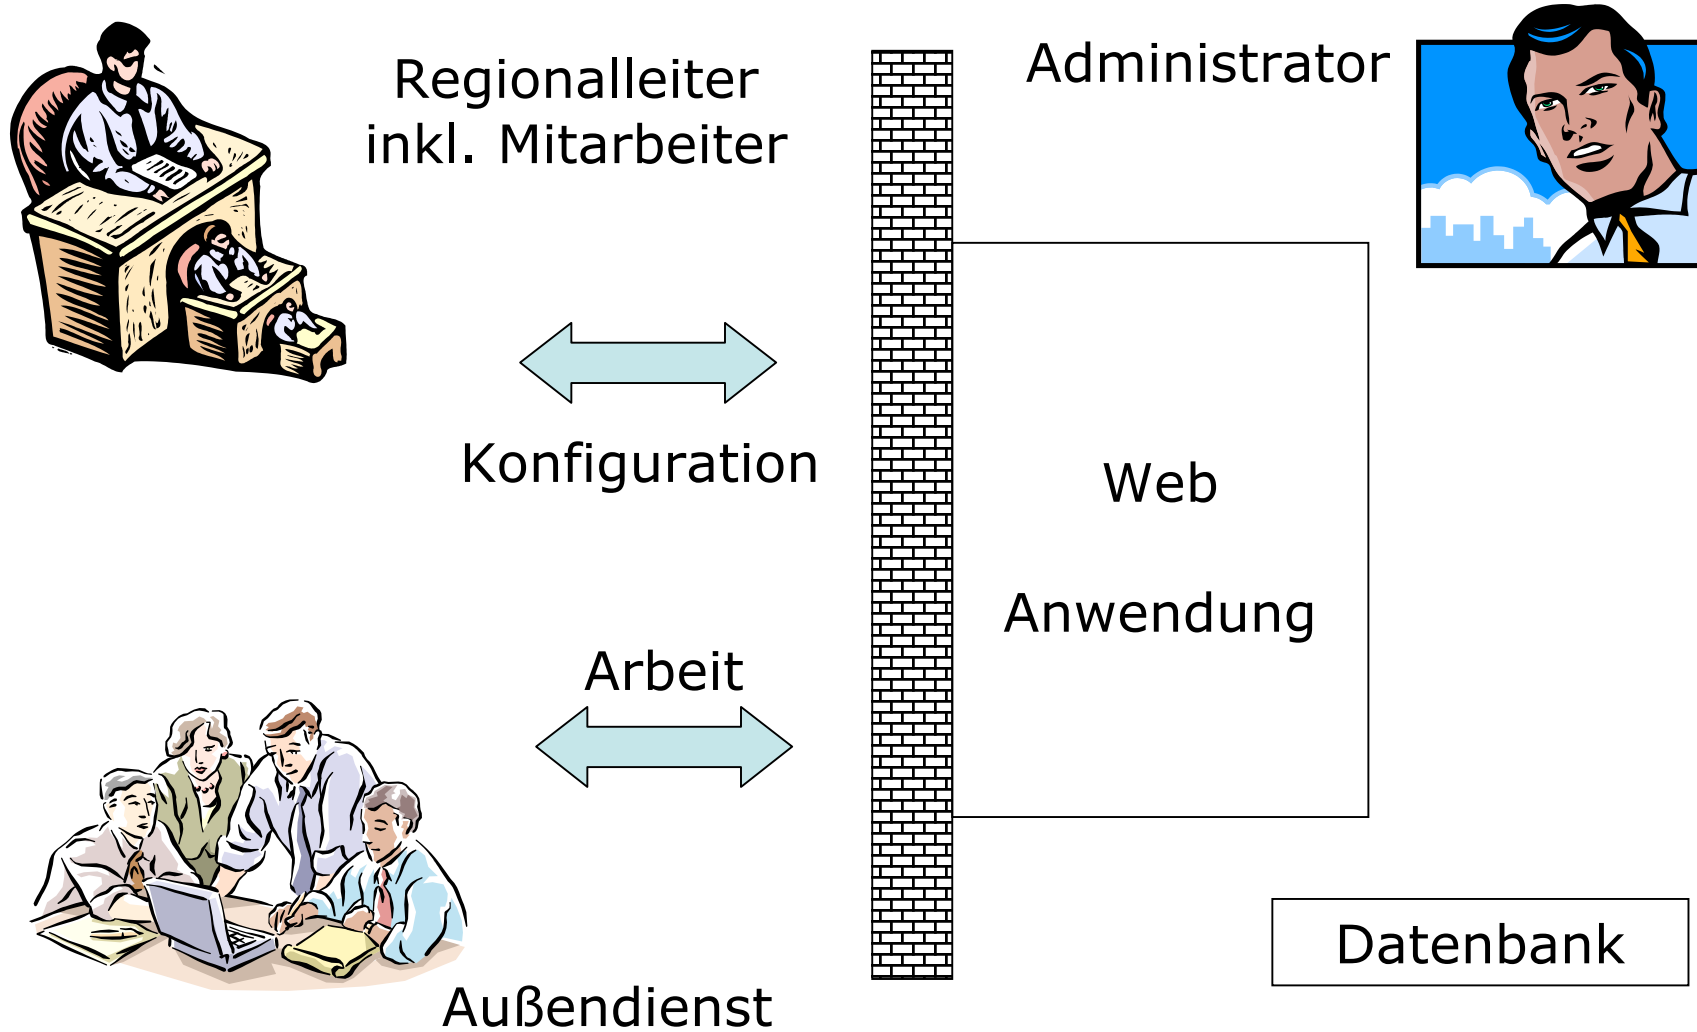 Regionalleiter
inkl. Mitarbeiter
Administrator
Konfiguration
Web
Anwendung
Arbeit
Datenbank
Außendienst